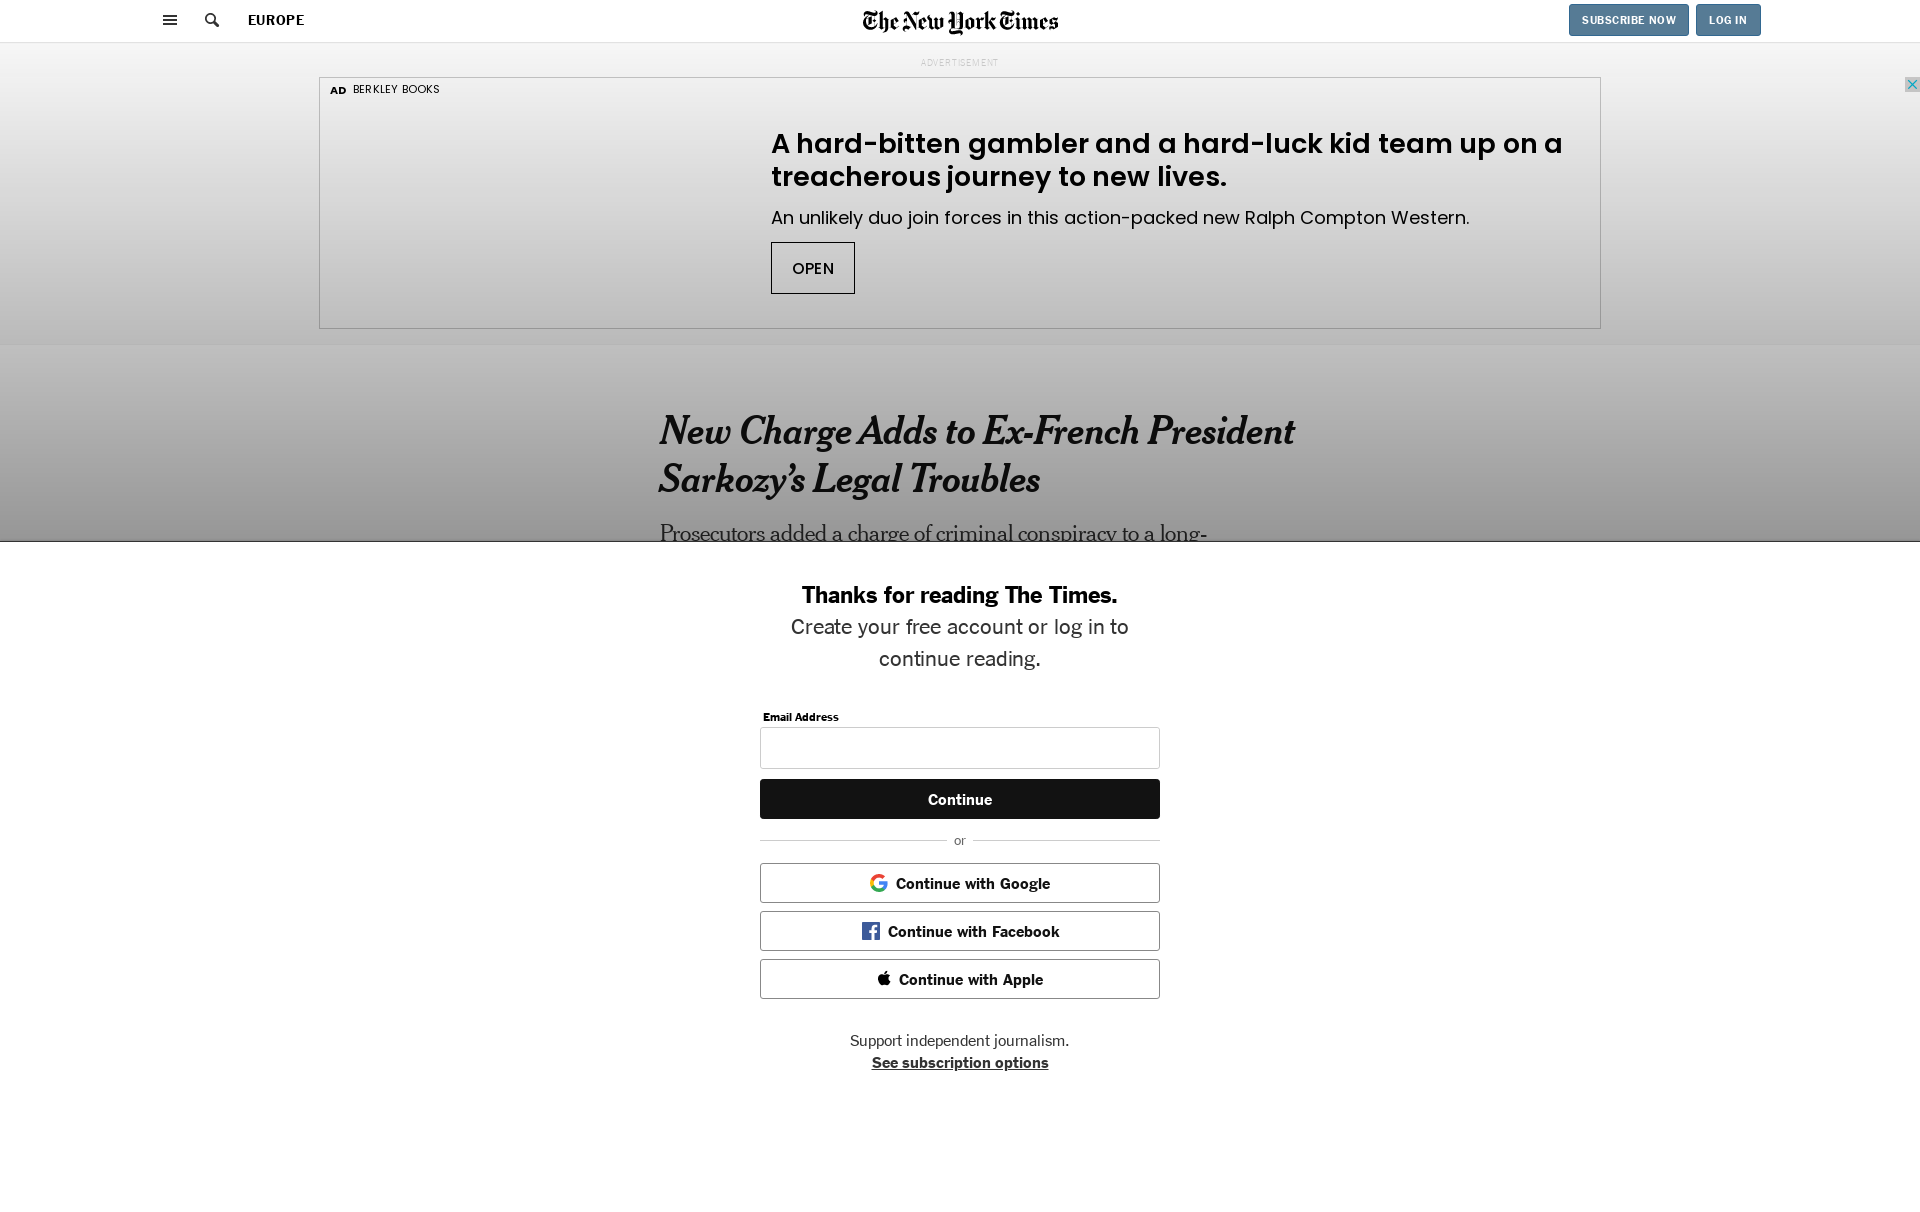 EUROPE
The New York Times
SUBSCRIBE NOW
LOG IN
ADVERTISEMENT
AD BERKLEY BOOKS
A hard-bitten gambler and a hard-luck kid team up on a
treacherous journey to new lives.
An unlikely duo join forces in this action-packed new Ralph Compton Western.
OPEN
New Charge Adds to Ex-French President
Sarkozy’s Legal Troubles
Prosecutors added a charge of criminal conspiracy to a long-
Thanks for reading The Times.
Create your free account or log in to
continue reading.
Email Address
Continue
or
Continue with Google
Continue with Facebook
Continue with Apple
Support independent journalism.
See subscription options